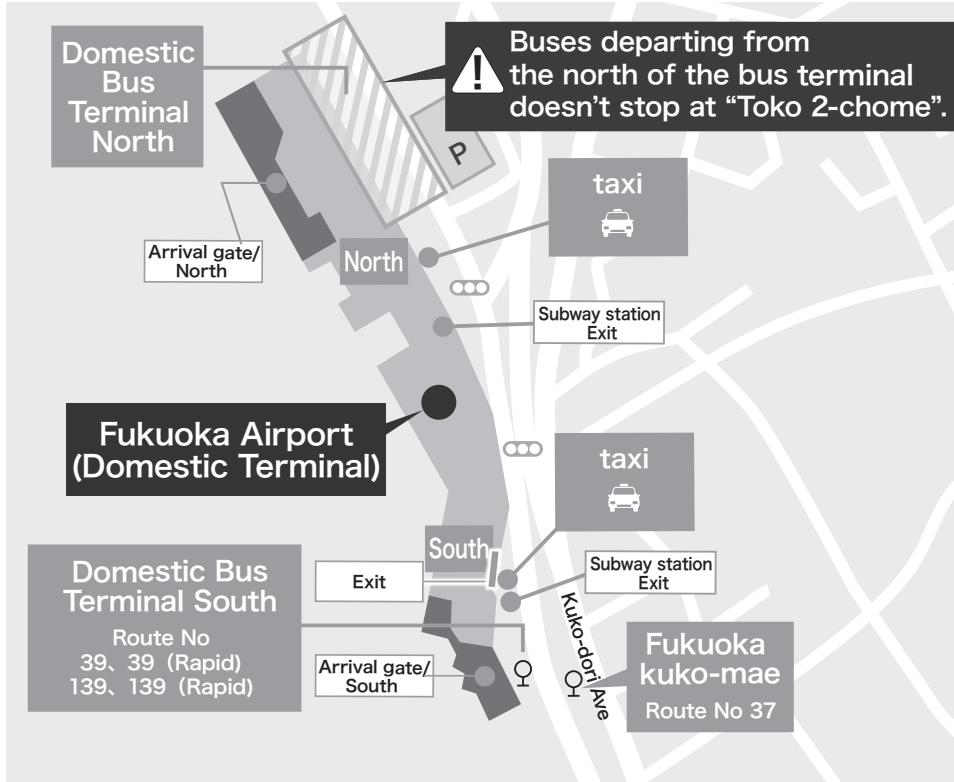 Domestic
Bus
Terminal
North
Buses departing from
the north of the bus terminal
doesn't stop at “Toko 2-chome”.
P
taxi
Arrival gate/
North
North
Subway station
Exit
Fukuoka Airport
(Domestic Terminal)
taxi
South
Domestic Bus
Terminal South
Route No
39、39（Rapid）
139、139（Rapid）
Exit
Subway station
Exit
Arrival gate/
South
Kuko-dori Ave
Fukuoka
kuko-mae
Route No 37